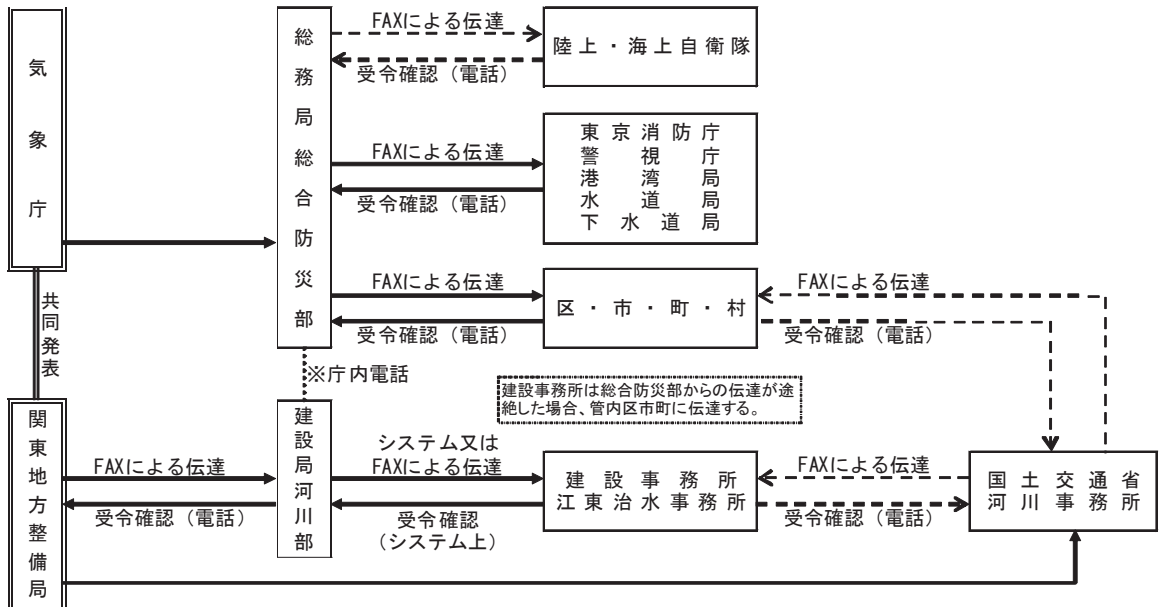 気象庁
共同発表
関東地方整備局
総務局総合防災部
※庁内電話
建設局河川部
FAXによる伝達
受令確認（電話）
陸上・海上自衛隊
FAXによる伝達
受令確認（電話）
東京消防庁
警視庁
港湾局
水道局
下水道局
FAXによる伝達
受令確認（電話）
区・市・町・村
FAXによる伝達
受令確認（電話）
建設事務所は総合防災部からの伝達が途
絶した場合、管内区市町に伝達する。
FAXによる伝達
受令確認（電話）
システム又は
FAXによる伝達
受令確認
（システム上）
建設事務所
江東治水事務所
FAXによる伝達
受令確認（電話）
国土交通省
河川事務所